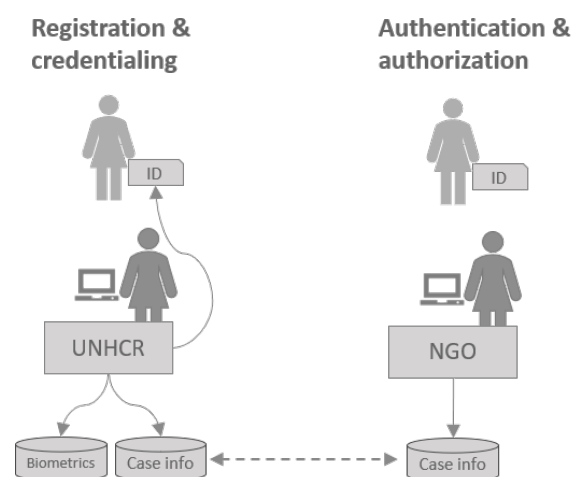 Registration &
credentialing
ID
UNHCR
Biometrics
Case info
Authentication &
authorization
ID
NGO
Case info